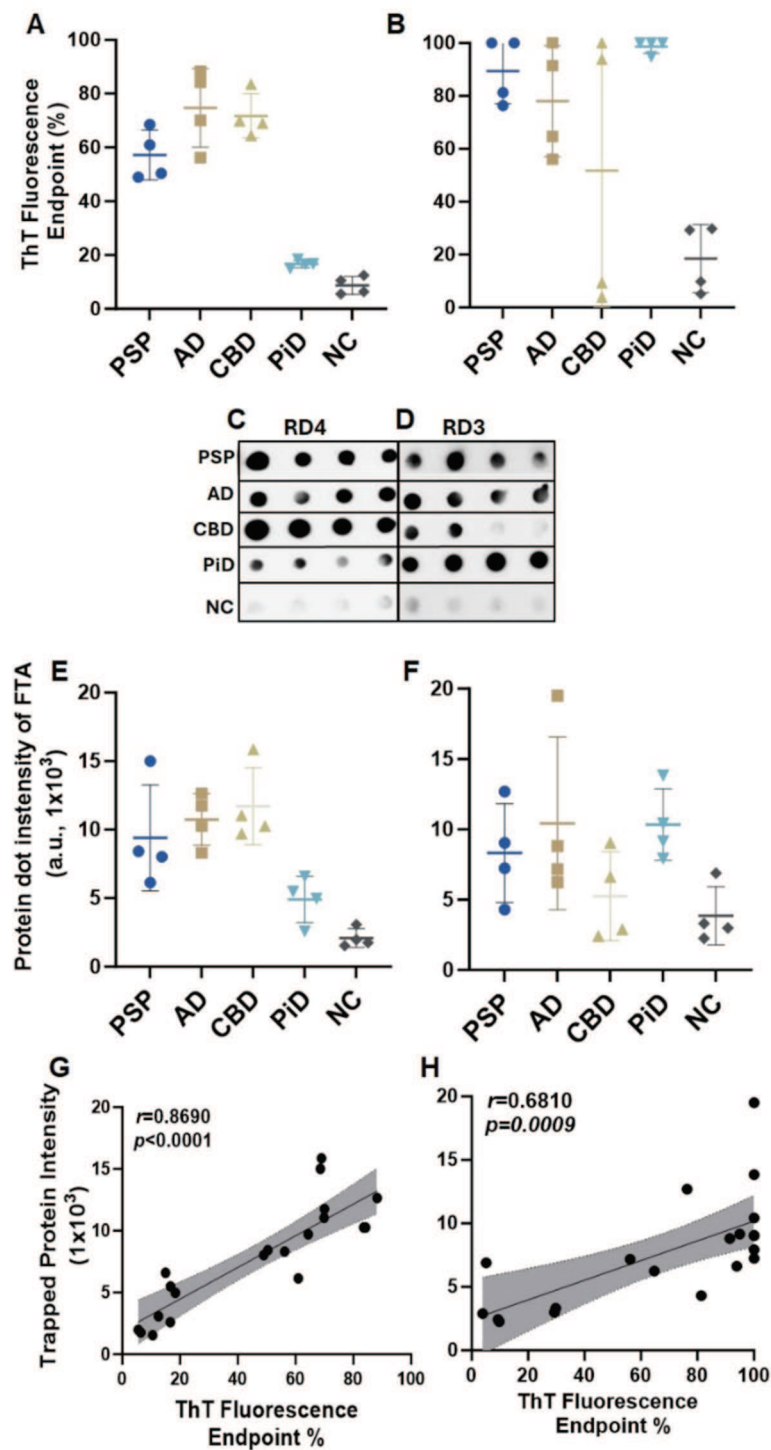 A
B
100
80
60
40
20
0
ThT Fluorescence
Endpoint (%)
PSP
AD
CBD
PiD
NC
100
80
60
40
20
0
PSP
AD
CBD
PiD
NC
C
D
RD4
RD3
PSP
AD
CBD
PiD
NC
E
F
20
15
10
5
0
Protein dot instensity of FTA
(a.u., 1x10³)
PSP
AD
CBD
PiD
NC
20
15
10
5
0
PSP
AD
CBD
PiD
NC
G
H
r=0.8690
p<0.0001
20
15
10
5
0
Trapped Protein Intensity
(1x10³)
0 20 40 60 80 100
ThT Fluorescence
Endpoint %
r=0.6810
p=0.0009
20
15
10
5
0
0 20 40 60 80 100
ThT Fluorescence
Endpoint %